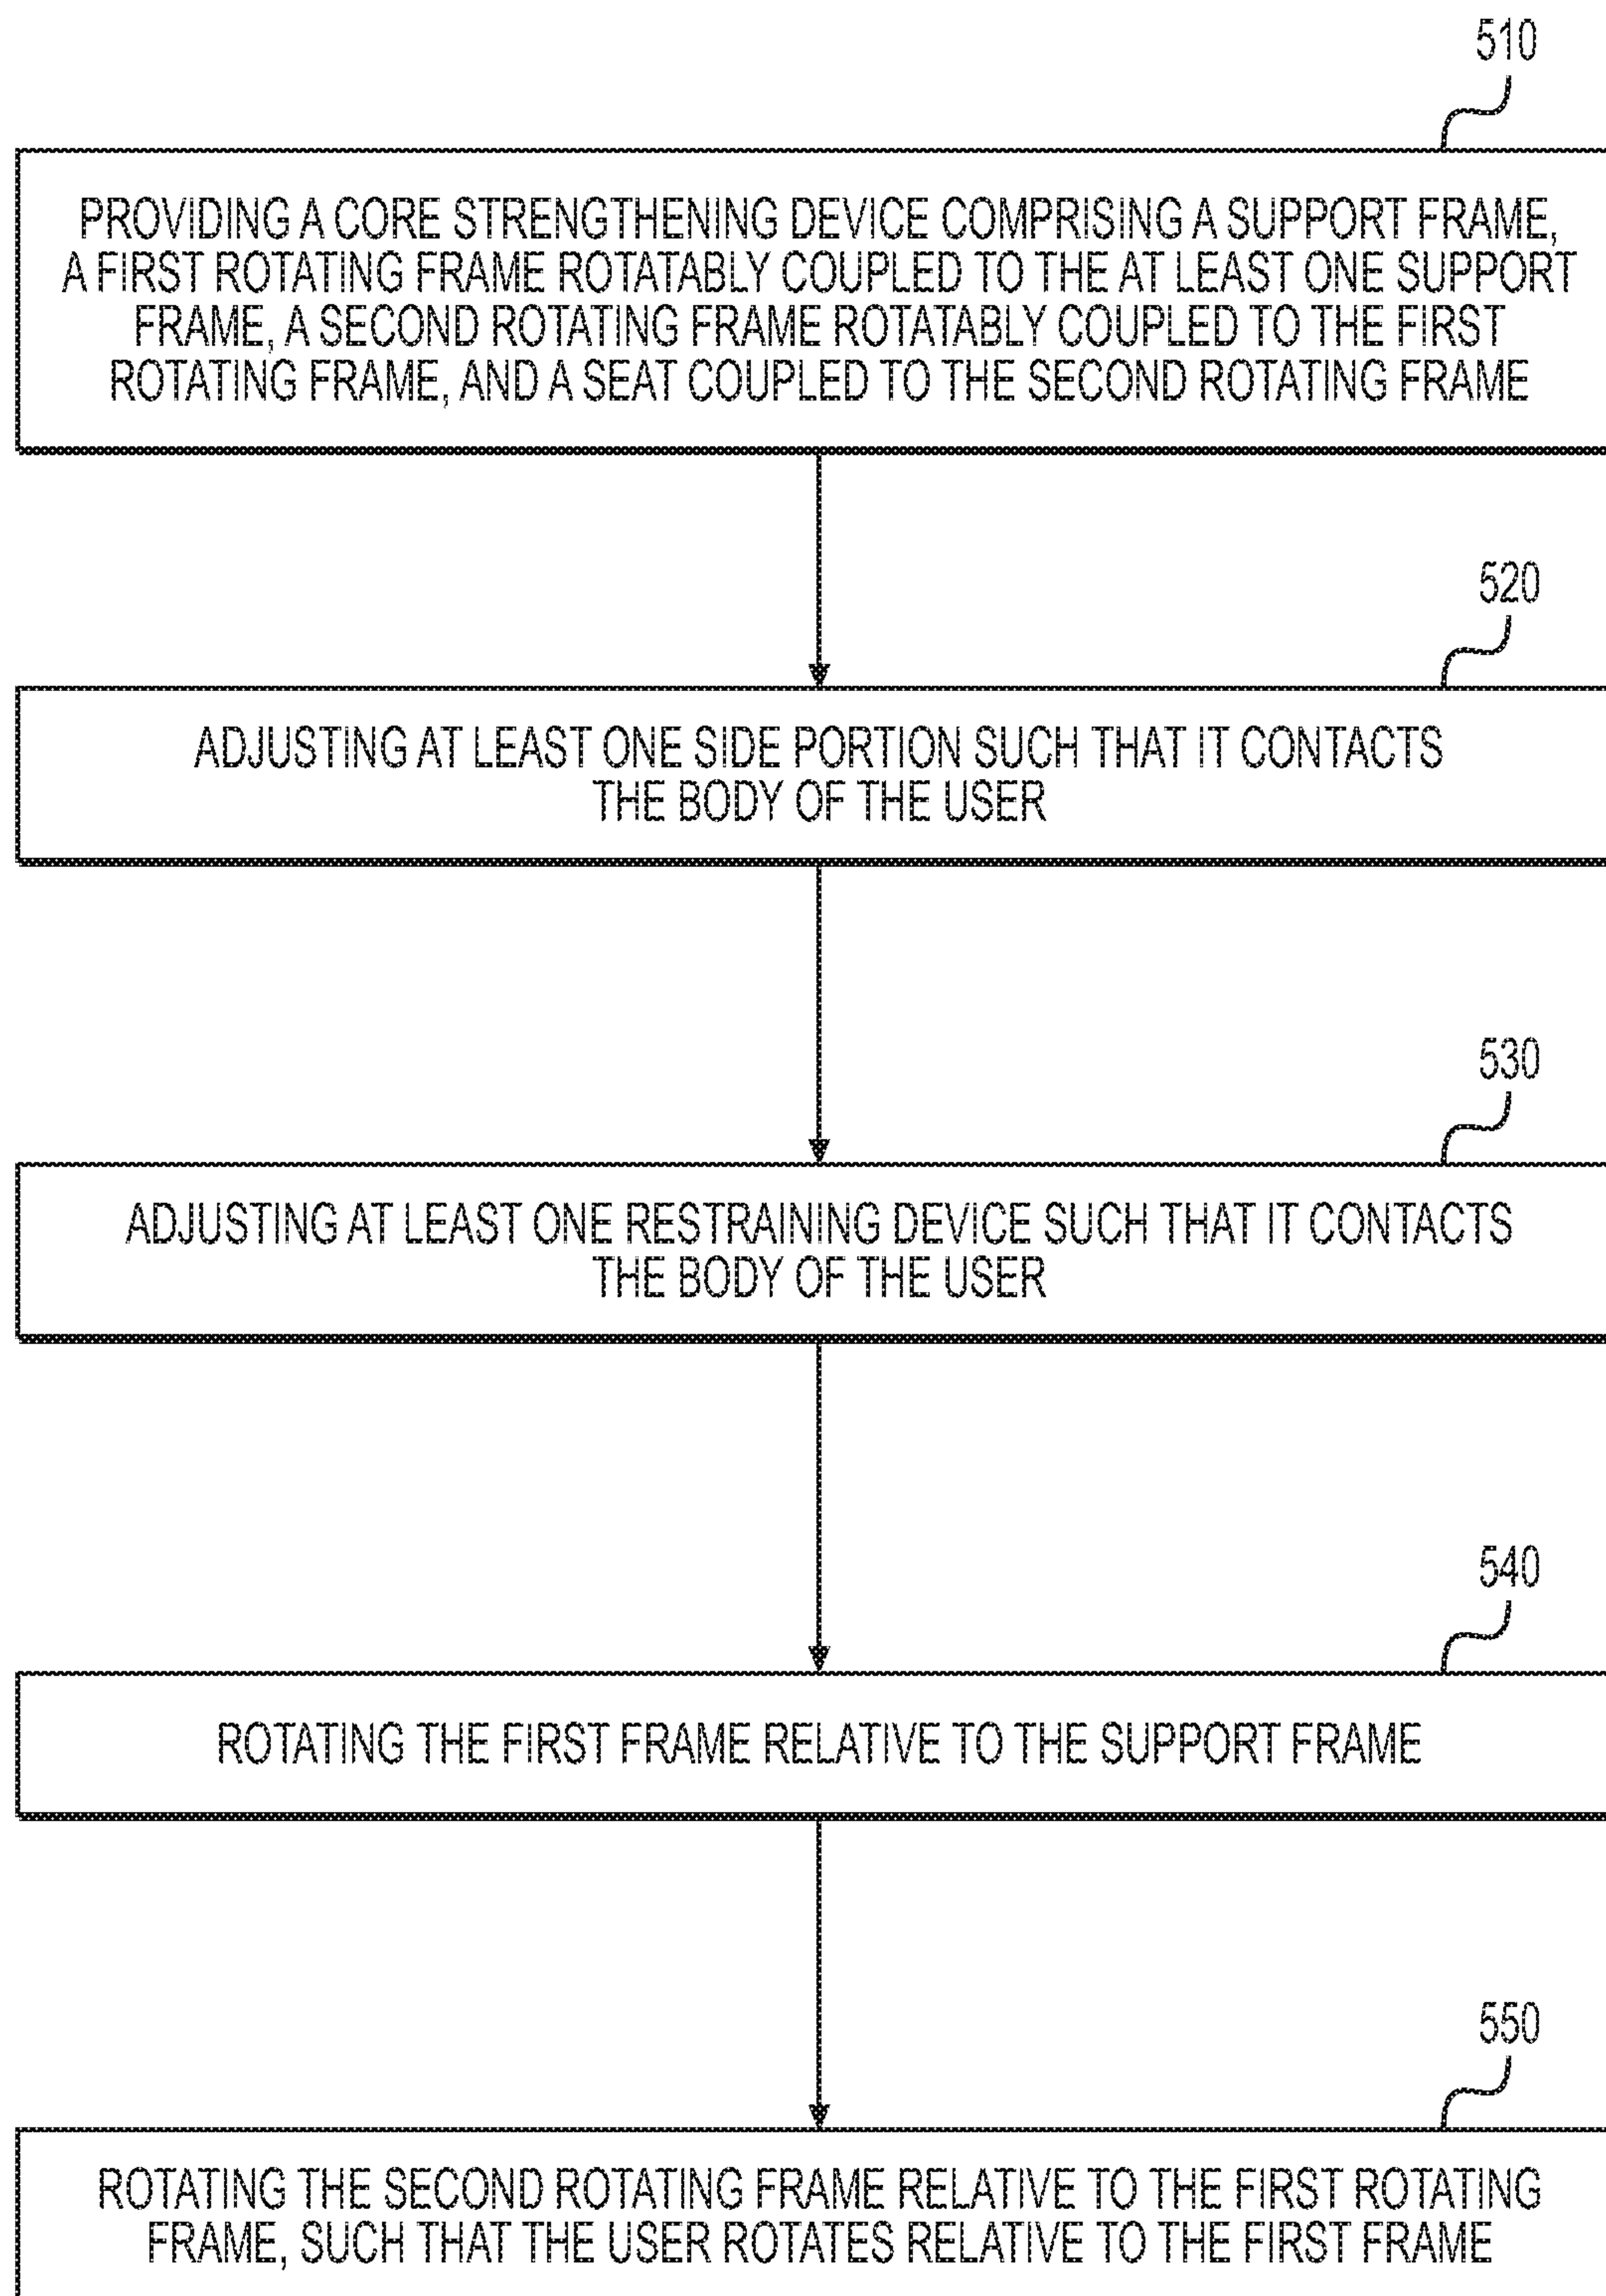 510
PROVIDING A CORE STRENGTHENING DEVICE COMPRISING A SUPPORT FRAME,
A FIRST ROTATING FRAME ROTATABLY COUPLED TO THE AT LEAST ONE SUPPORT
FRAME, A SECOND ROTATING FRAME ROTATABLY COUPLED TO THE FIRST
ROTATING FRAME, AND A SEAT COUPLED TO THE SECOND ROTATING FRAME
520
ADJUSTING AT LEAST ONE SIDE PORTION SUCH THAT IT CONTACTS
THE BODY OF THE USER
530
ADJUSTING AT LEAST ONE RESTRAINING DEVICE SUCH THAT IT CONTACTS
THE BODY OF THE USER
540
ROTATING THE FIRST FRAME RELATIVE TO THE SUPPORT FRAME
550
ROTATING THE SECOND ROTATING FRAME RELATIVE TO THE FIRST ROTATING
FRAME, SUCH THAT THE USER ROTATES RELATIVE TO THE FIRST FRAME